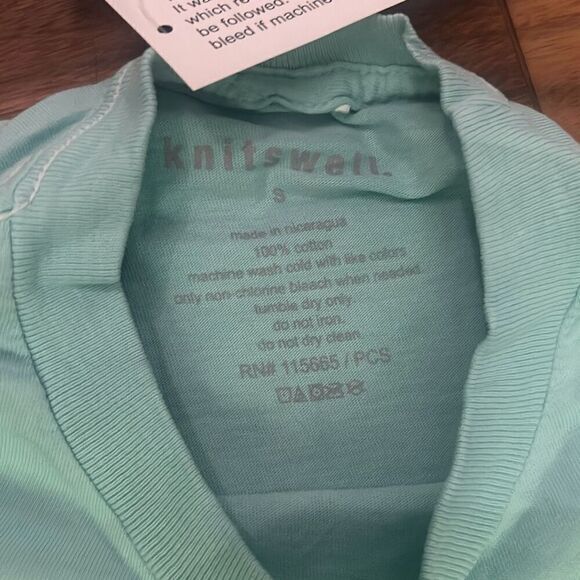 It wa
which re
be followed.
bleed if machine
knitswell™
S
made in nicaragua
100% cotton
machine wash cold with like colors
only non-chlorine bleach when needed
tumble dry only.
do not iron.
do not dry clean
RN# 115665 / PCS